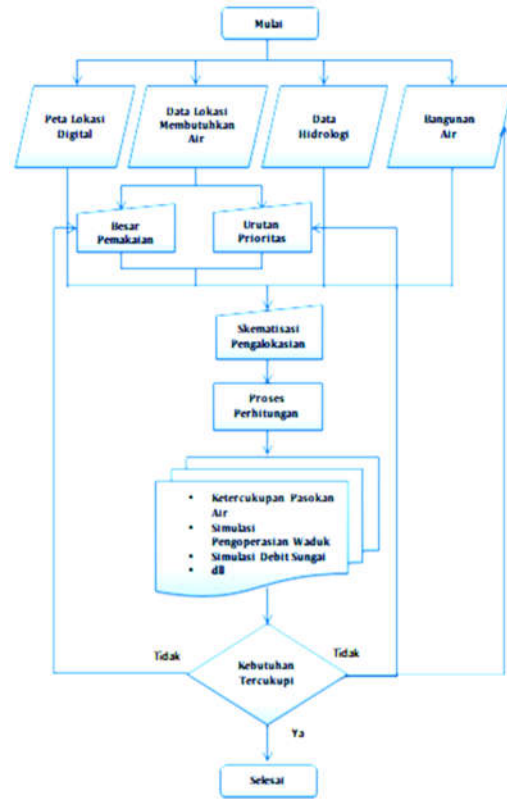 Mulai
Peta Lokasi
Digital
Data Lokasi
Membutuhkan
Air
Data
Hidrologi
Bangunan
Air
Besar
Pemakaian
Urutan
Prioritas
Skematisasi
Pengalokasian
Proses
Perhitungan
• Ketercukupan Pasokan
Air
• Simulasi
Pengoperasian Waduk
• Simulasi Debit Sungai
• dll
Tidak
Kebutuhan
Tercukupi
Tidak
Ya
Selesai